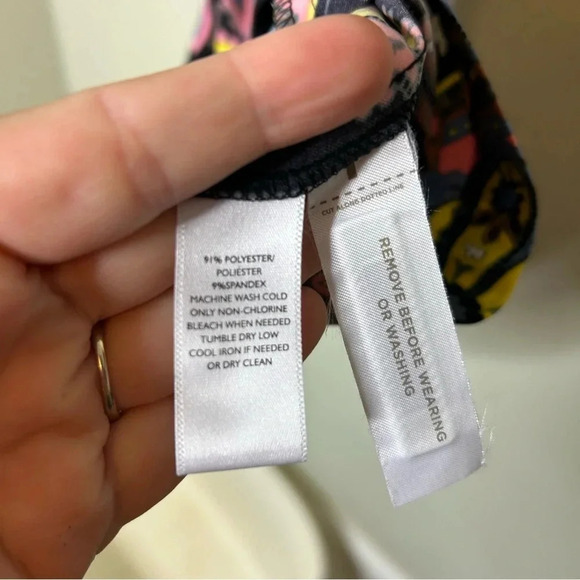 91% POLYESTER/
POLIÉSTER
9%SPANDEX
MACHINE WASH COLD
ONLY NON-CHLORINE
BLEACH WHEN NEEDED
TUMBLE DRY LOW
COOL IRON IF NEEDED
OR DRY CLEAN
CUT ALONG DOTTED LINE
REMOVE BEFORE WEARING
OR WASHING